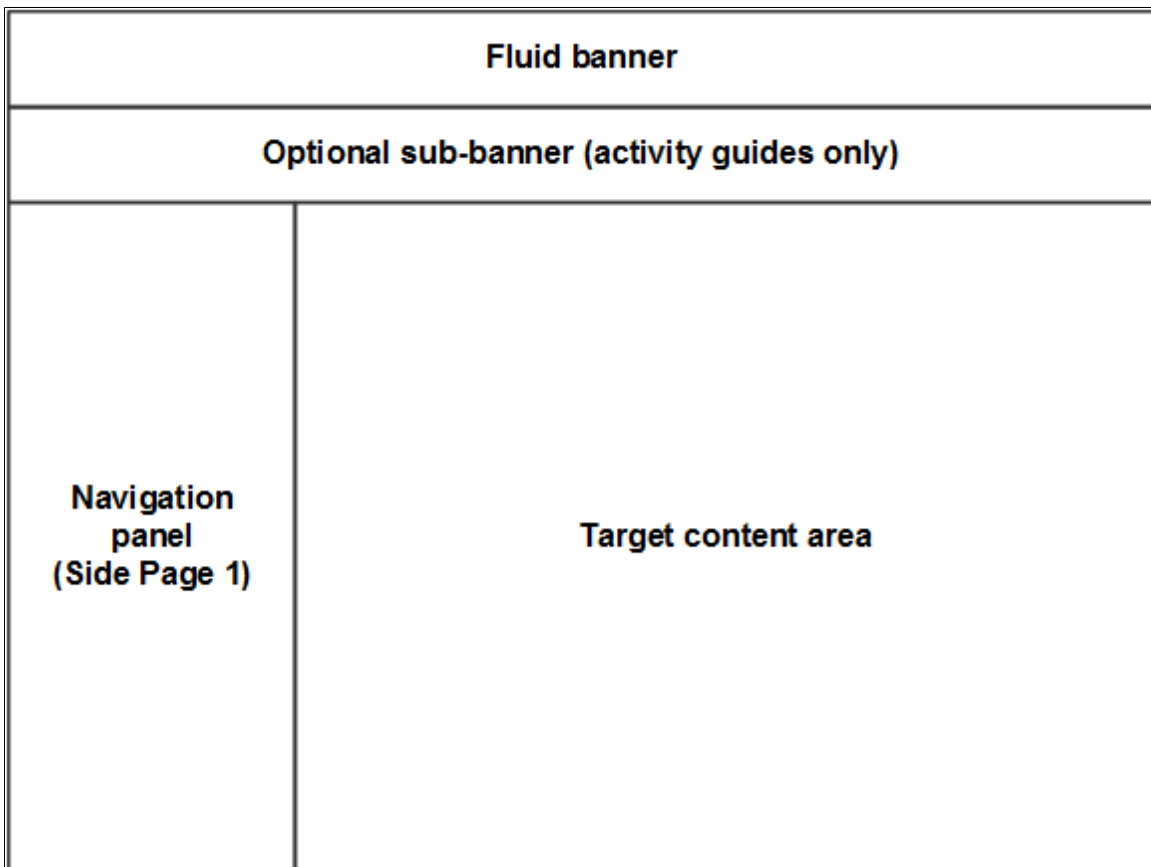 Fluid banner
Optional sub-banner (activity guides only)
Navigation
panel
(Side Page 1)
Target content area